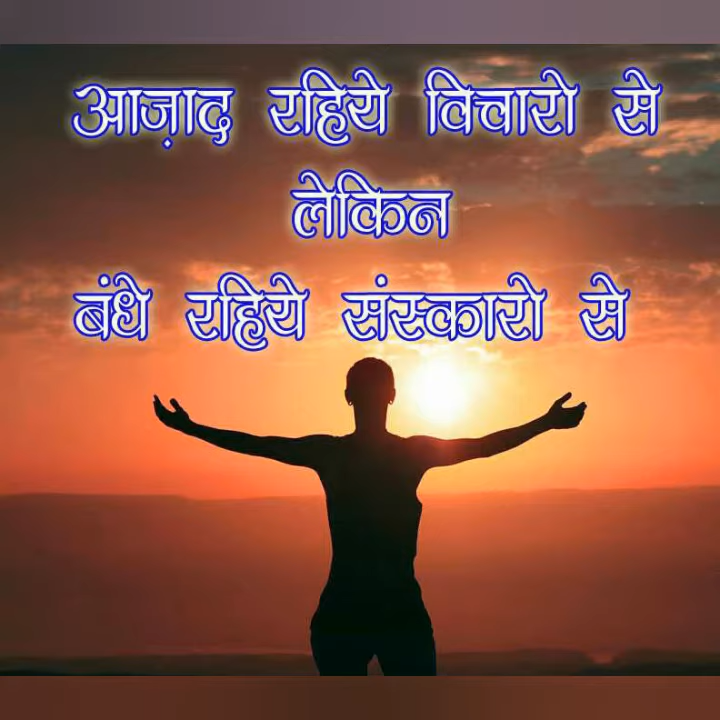 आज़ाद रहिये विचारो से
लेकिन
बंधे रहिये संस्कारो से